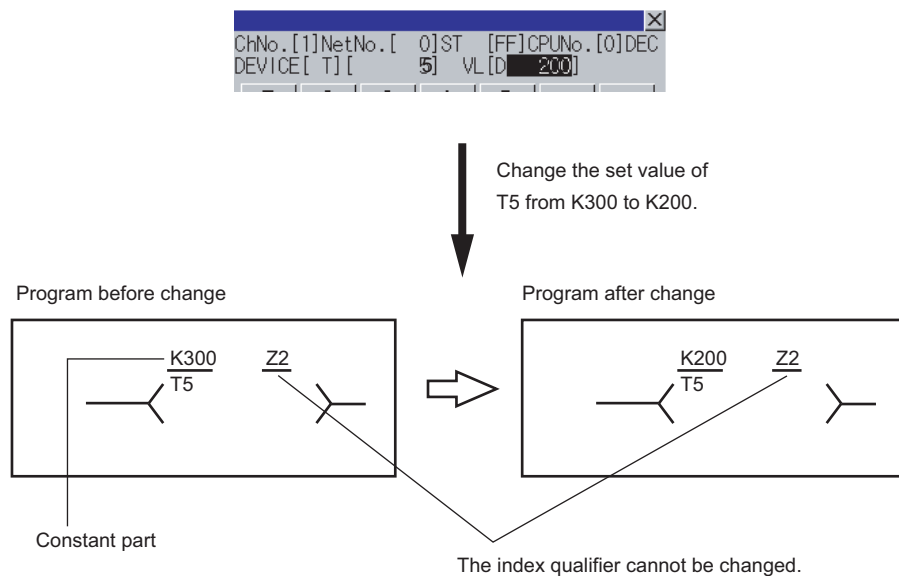 ChNo.[1]NetNo.[ 0]ST [FF]CPUNo.[0]DEC
DEVICE[ T][ 5] VL[D 200]
Change the set value of
T5 from K300 to K200.
Program before change
Program after change
K300 Z2
T5
K200 Z2
T5
Constant part
The index qualifier cannot be changed.